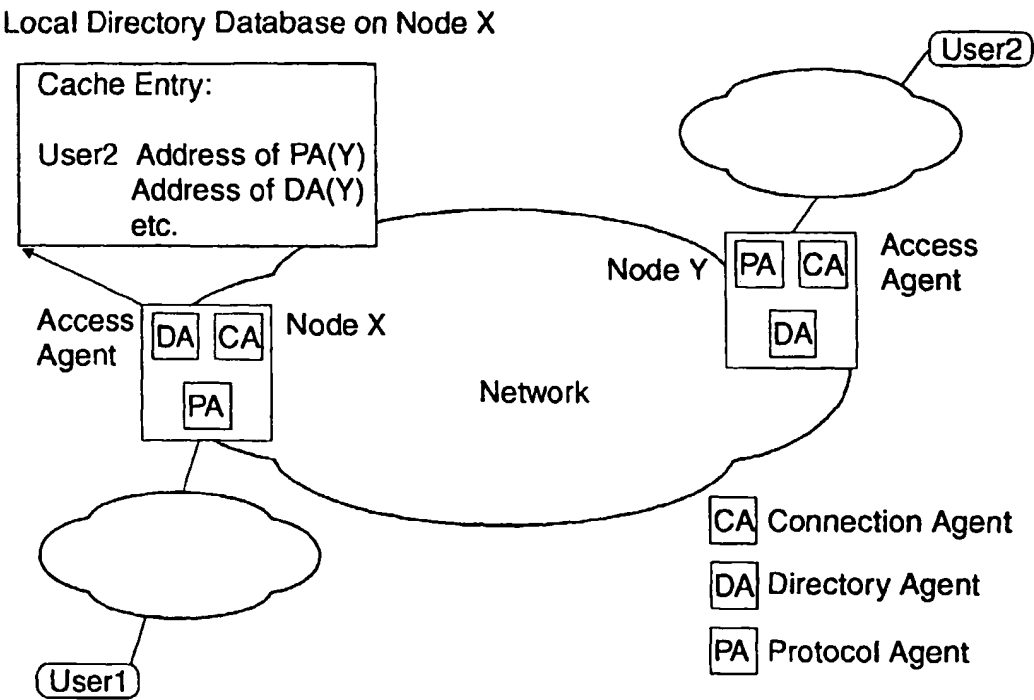 Local Directory Database on Node X
Cache Entry:
User2 Address of PA(Y)
Address of DA(Y)
etc.
User2
Node Y
PA
CA
DA
Access
Agent
Access
Agent
DA
CA
PA
Node X
Network
User1
CA Connection Agent
DA Directory Agent
PA Protocol Agent